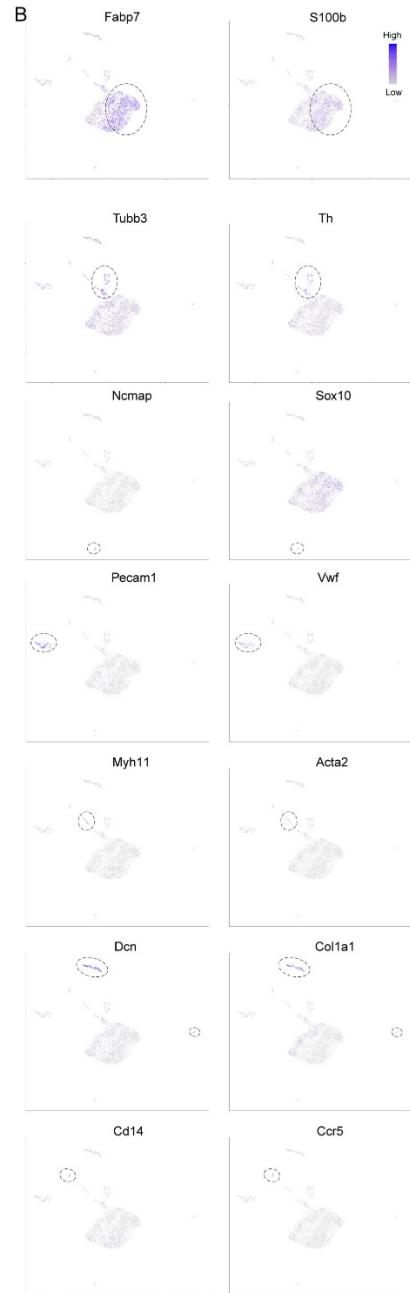 B
Fabp7
S100b
High
Low
Tubb3
Th
Ncmap
Sox10
Pecam1
Vwf
Myh11
Acta2
Dcn
Col1a1
Cd14
Ccr5